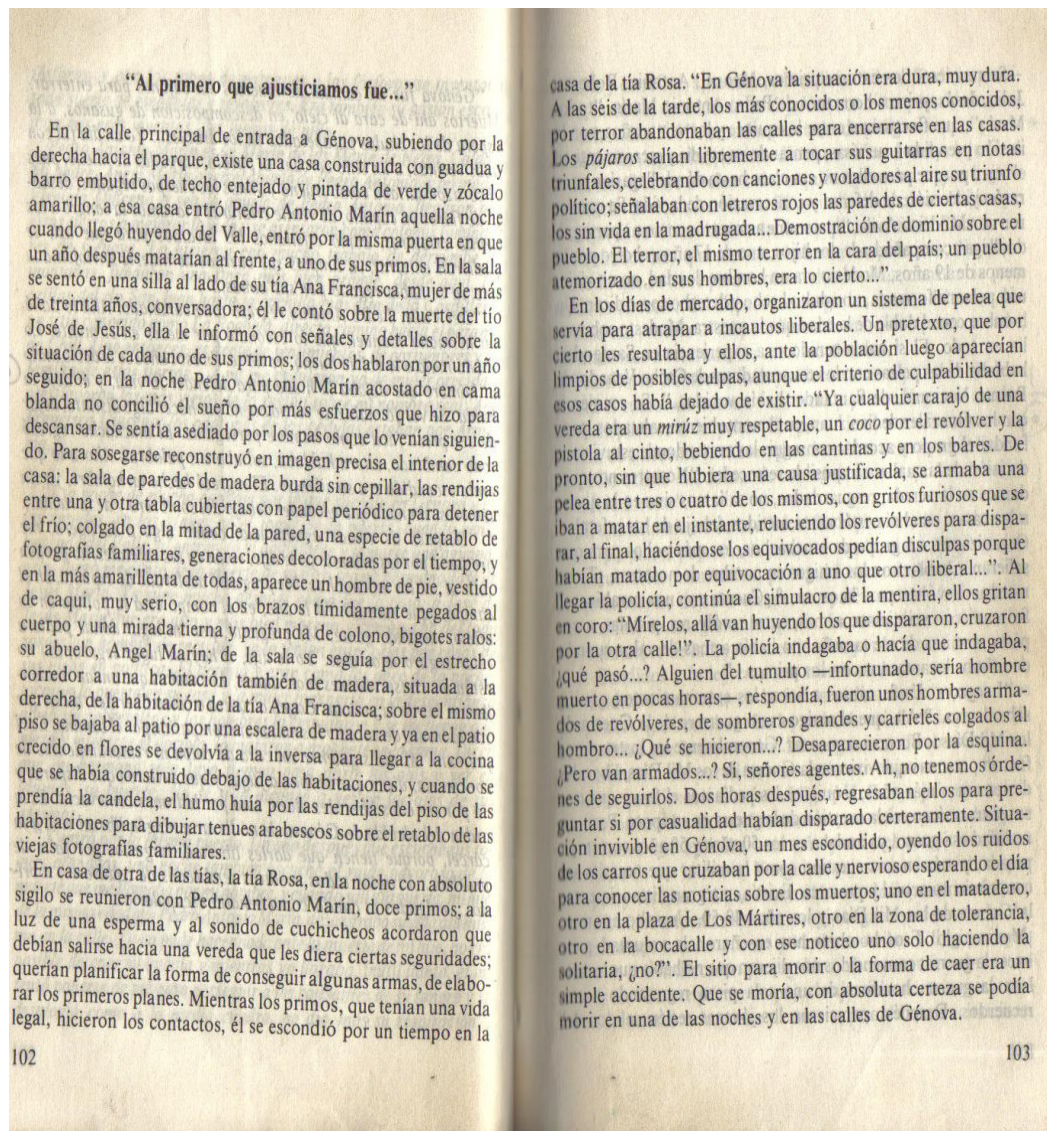 “Al primero que ajusticiamos fue...”
En la calle principal de entrada a Génova, subiendo por la
derecha hacia el parque, existe una casa construida con guadua y
barro embutido, de techo entejado y pintada de verde y zócalo
amarillo; a esa casa entró Pedro Antonio Marín aquella noche
cuando llegó huyendo del Valle, entró por la misma puerta en que
un año después matarían al frente, a uno de sus primos. En la sala
se sentó en una silla al lado de su tía Ana Francisca, mujer de más
de treinta años, conversadora; él le contó sobre la muerte del tío
José de Jesús, ella le informó con señales y detalles sobre la
situación de cada uno de sus primos; los dos hablaron por un año
seguido; en la noche Pedro Antonio Marín acostado en cama
blanda no concilió el sueño por más esfuerzos que hizo para
descansar. Se sentía asediado por los pasos que lo venían siguien-
do. Para sosegarse reconstruyó en imagen precisa el interior de la
casa: la sala de paredes de madera burda sin cepillar, las rendijas
entre una y otra tabla cubiertas con papel periódico para detener
el frío; colgado en la mitad de la pared, una especie de retablo de
fotografías familiares, generaciones decoloradas por el tiempo, y
en la más amarillenta de todas, aparece un hombre de pie, vestido
de caqui, muy serio, con los brazos tímidamente pegados al
cuerpo y una mirada tierna y profunda de colono, bigotes ralos:
su abuelo, Angel Marín; de la sala se seguía por el estrecho
corredor a una habitación también de madera, situada a la
derecha, de la habitación de la tía Ana Francisca; sobre el mismo
piso se bajaba al patio por una escalera de madera y ya en el patio
crecido en flores se devolvía a la inversa para llegar a la cocina
que se había construido debajo de las habitaciones, y cuando se
prendía la candela, el humo huía por las rendijas del piso de las
habitaciones para dibujar tenues arabescos sobre el retablo de las
viejas fotografías familiares.
En casa de otra de las tías, la tía Rosa, en la noche con absoluto
sigilo se reunieron con Pedro Antonio Marín, doce primos; a la
luz de una esperma y al sonido de cuchicheos acordaron que
debían salirse hacia una vereda que les diera ciertas seguridades;
querían planificar la forma de conseguir algunas armas, de elabo-
rar los primeros planes. Mientras los primos, que tenían una vida
legal, hicieron los contactos, él se escondió por un tiempo en la
102
casa de la tía Rosa. “En Génova la situación era dura, muy dura.
A las seis de la tarde, los más conocidos o los menos conocidos,
por terror abandonaban las calles para encerrarse en las casas.
Los pájaros salían libremente a tocar sus guitarras en notas
triunfales, celebrando con canciones y voladores al aire su triunfo
político; señalaban con letreros rojos las paredes de ciertas casas,
los sin vida en la madrugada... Demostración de dominio sobre el
pueblo. El terror, el mismo terror en la cara del país; un pueblo
atemorizado en sus hombres, era lo cierto...”
En los días de mercado, organizaron un sistema de pelea que
servía para atrapar a incautos liberales. Un pretexto, que por
cierto les resultaba y ellos, ante la población luego aparecían
limpios de posibles culpas, aunque el criterio de culpabilidad en
esos casos había dejado de existir. “Ya cualquier carajo de una
vereda era un mirúz muy respetable, un coco por el revólver y la
pistola al cinto, bebiendo en las cantinas y en los bares. De
pronto, sin que hubiera una causa justificada, se armaba una
pelea entre tres o cuatro de los mismos, con gritos furiosos que se
iban a matar en el instante, reluciendo los revólveres para dispa-
rar, al final, haciéndose los equivocados pedían disculpas porque
habían matado por equivocación a uno que otro liberal...”. Al
llegar la policía, continúa el simulacro de la mentira, ellos gritan
en coro: “Mírelos, allá van huyendo los que dispararon, cruzaron
por la otra calle!”. La policía indagaba o hacía que indagaba,
¿qué pasó...? Alguien del tumulto —infortunado, sería hombre
muerto en pocas horas—, respondía, fueron unos hombres arma-
dos de revólveres, de sombreros grandes y carrieles colgados al
hombro... ¿Qué se hicieron...? Desaparecieron por la esquina.
¿Pero van armados...? Sí, señores agentes. Ah, no tenemos órde-
nes de seguirlos. Dos horas después, regresaban ellos para pre-
guntar si por casualidad habían disparado certeramente. Situa-
ción invivible en Génova, un mes escondido, oyendo los ruidos
de los carros que cruzaban por la calle y nervioso esperando el día
para conocer las noticias sobre los muertos; uno en el matadero,
otro en la plaza de Los Mártires, otro en la zona de tolerancia,
otro en la bocacalle y con ese noticeo uno solo haciendo la
solitaria, ¿no?”. El sitio para morir o la forma de caer era un
simple accidente. Que se moría, con absoluta certeza se podía
morir en una de las noches y en las calles de Génova.
103